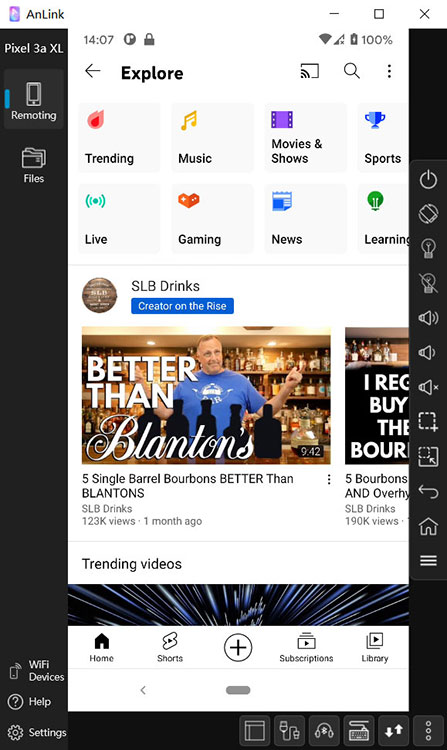 AnLink
Pixel 3a XL
Remoting
Files
14:07
100%
Explore
Trending
Music
Movies &
Shows
Sports
Live
Gaming
News
Learning
SLB Drinks
Creator on the Rise
BETTER
THAN
Blanton's
9:42
5 Single Barrel Bourbons BETTER Than
BLANTONS
SLB Drinks
123K views · 1 month ago
I REG
BUY
THE
BOUR
5 Bourbons
AND Overhy
SLB Drinks
190K views ·
Trending videos
Home
Shorts
Subscriptions
Library
WiFi
Devices
Help
Settings